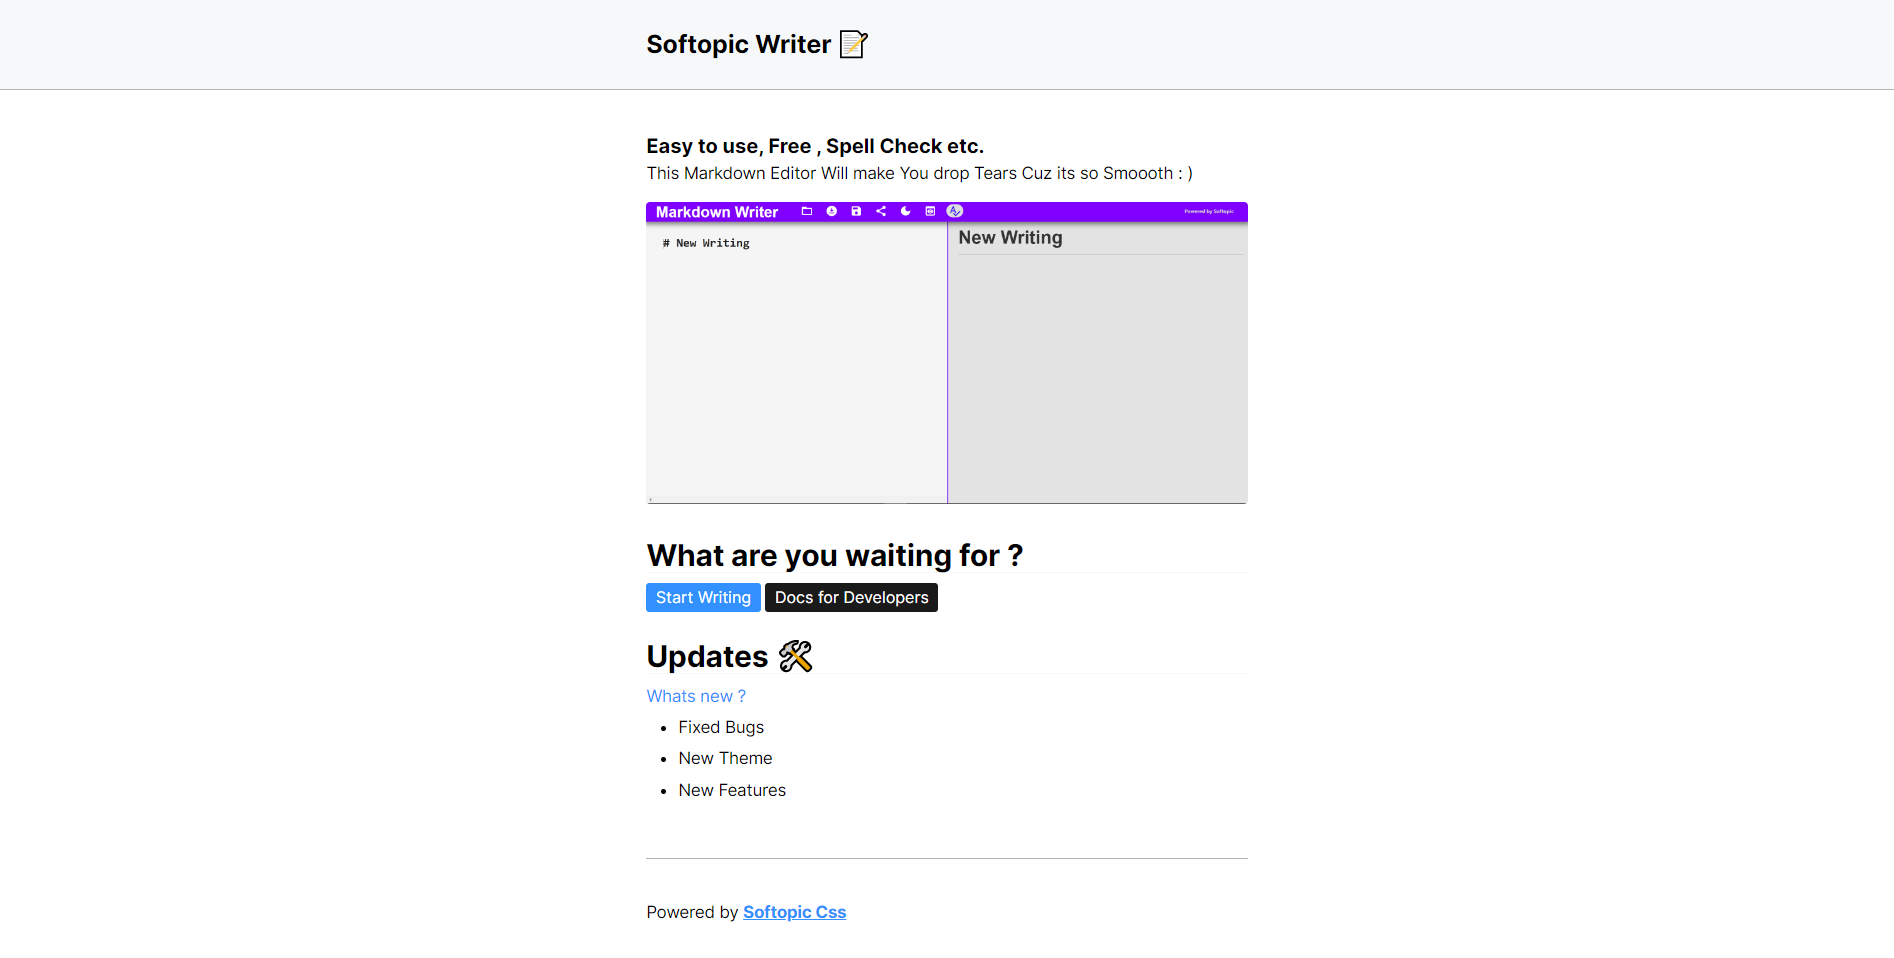 Softopic Writer 📝
Easy to use, Free , Spell Check etc.
This Markdown Editor Will make You drop Tears Cuz its so Smoooth : )
Markdown Writer
Powered by Softopic
# New Writing
New Writing
What are you waiting for ?
Start Writing
Docs for Developers
Updates 🛠
Whats new ?
• Fixed Bugs
• New Theme
• New Features
Powered by Softopic Css